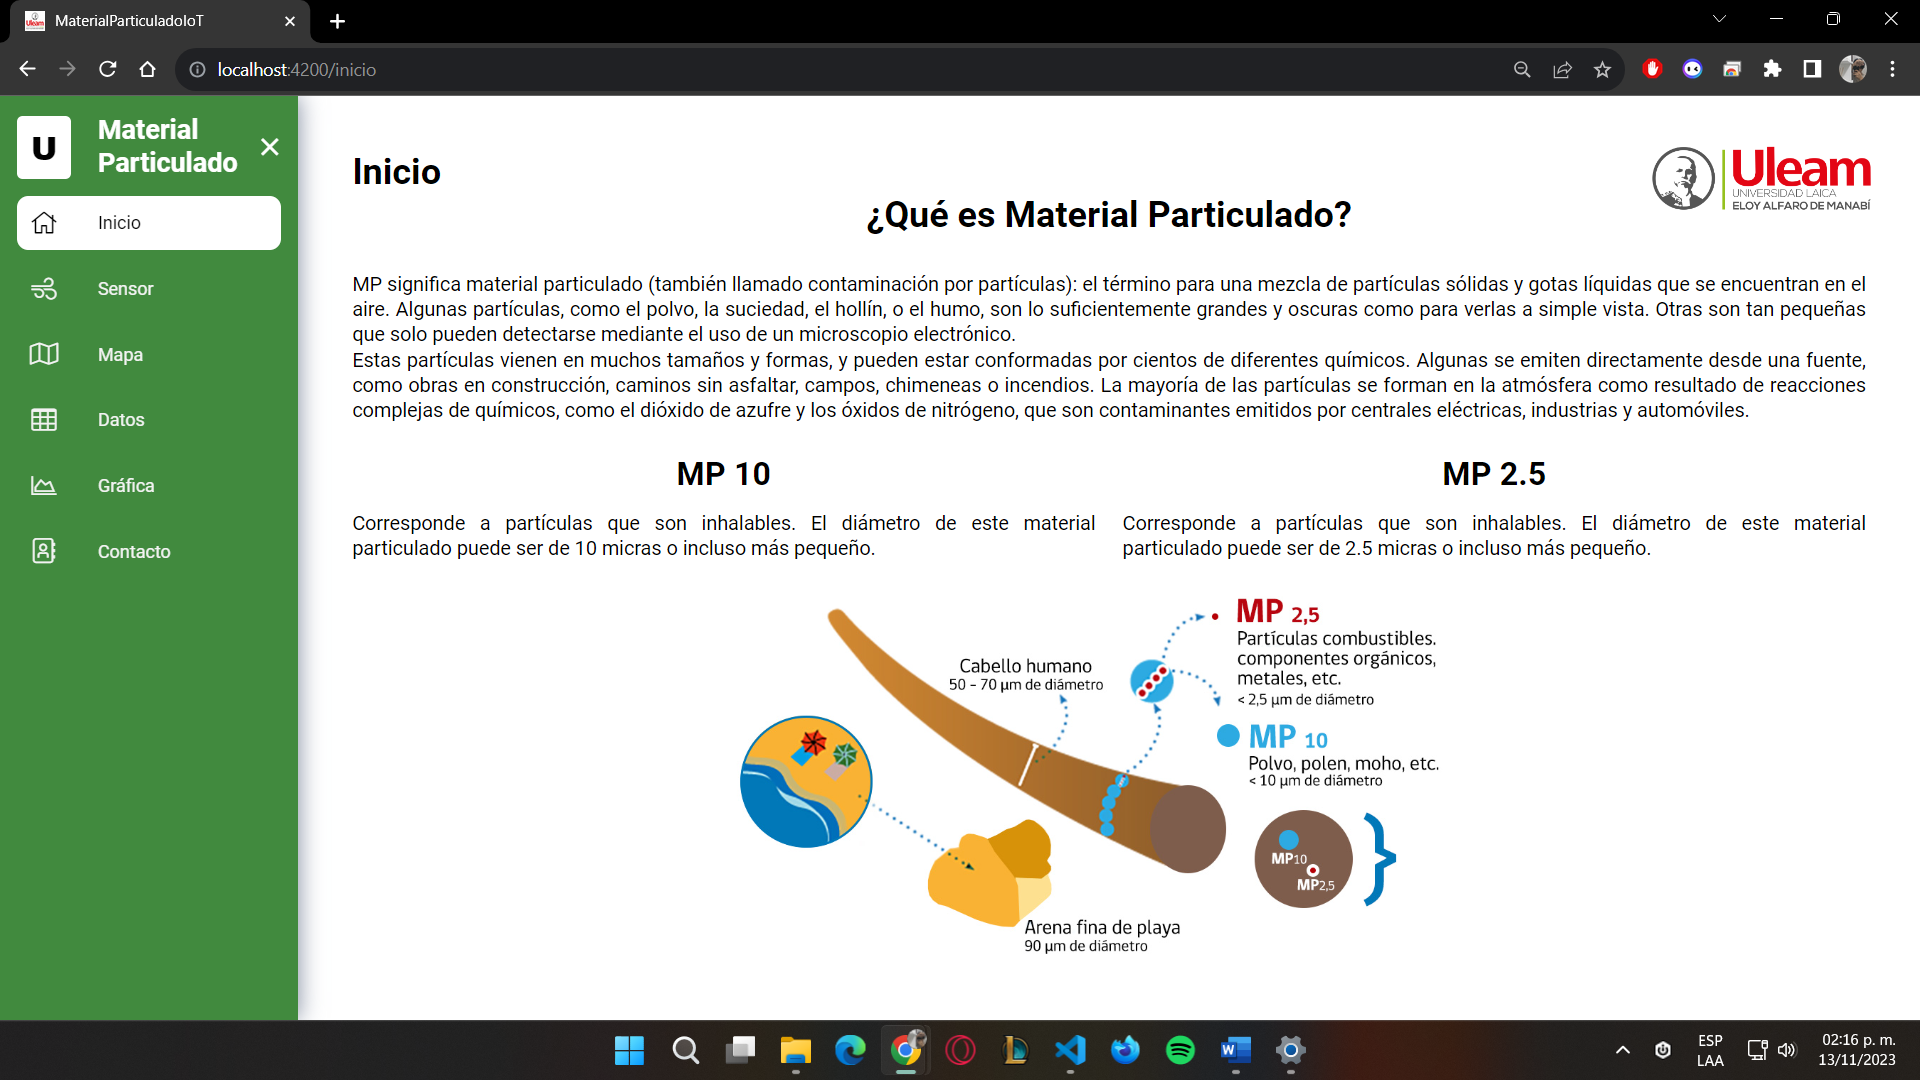 MaterialParticuladoIoT
localhost:4200/inicio
U
Material
Particulado
Inicio
Sensor
Mapa
Datos
Gráfica
Contacto
Inicio
Uleam
UNIVERSIDAD LAICA
ELOY ALFARO DE MANABÍ
¿Qué es Material Particulado?
MP significa material particulado (también llamado contaminación por partículas): el término para una mezcla de partículas sólidas y gotas líquidas que se encuentran en el
aire. Algunas partículas, como el polvo, la suciedad, el hollín, o el humo, son lo suficientemente grandes y oscuras como para verlas a simple vista. Otras son tan pequeñas
que solo pueden detectarse mediante el uso de un microscopio electrónico.
Estas partículas vienen en muchos tamaños y formas, y pueden estar conformadas por cientos de diferentes químicos. Algunas se emiten directamente desde una fuente,
como obras en construcción, caminos sin asfaltar, campos, chimeneas o incendios. La mayoría de las partículas se forman en la atmósfera como resultado de reacciones
complejas de químicos, como el dióxido de azufre y los óxidos de nitrógeno, que son contaminantes emitidos por centrales eléctricas, industrias y automóviles.
MP 10
Corresponde a partículas que son inhalables. El diámetro de este material
particulado puede ser de 10 micras o incluso más pequeño.
MP 2.5
Corresponde a partículas que son inhalables. El diámetro de este material
particulado puede ser de 2.5 micras o incluso más pequeño.
MP 2,5
Partículas combustibles.
componentes orgánicos,
metales, etc.
< 2,5 µm de diámetro
Cabello humano
50 - 70 µm de diámetro
MP 10
Polvo, polen, moho, etc.
< 10 µm de diámetro
MP10
MP2,5
Arena fina de playa
90 µm de diámetro
ESP
LAA
02:16 p. m.
13/11/2023